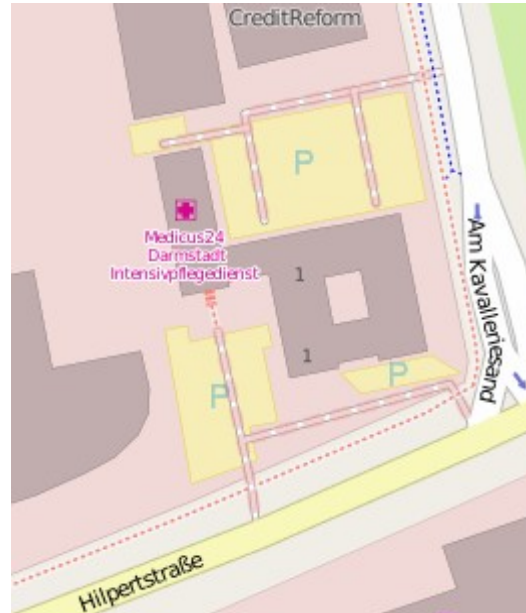 CreditReform
P
Medicus24
Darmstadt
Intensivpflegedienst
1
Am Kavalleriesand
1
P
P
Hilpertstraße